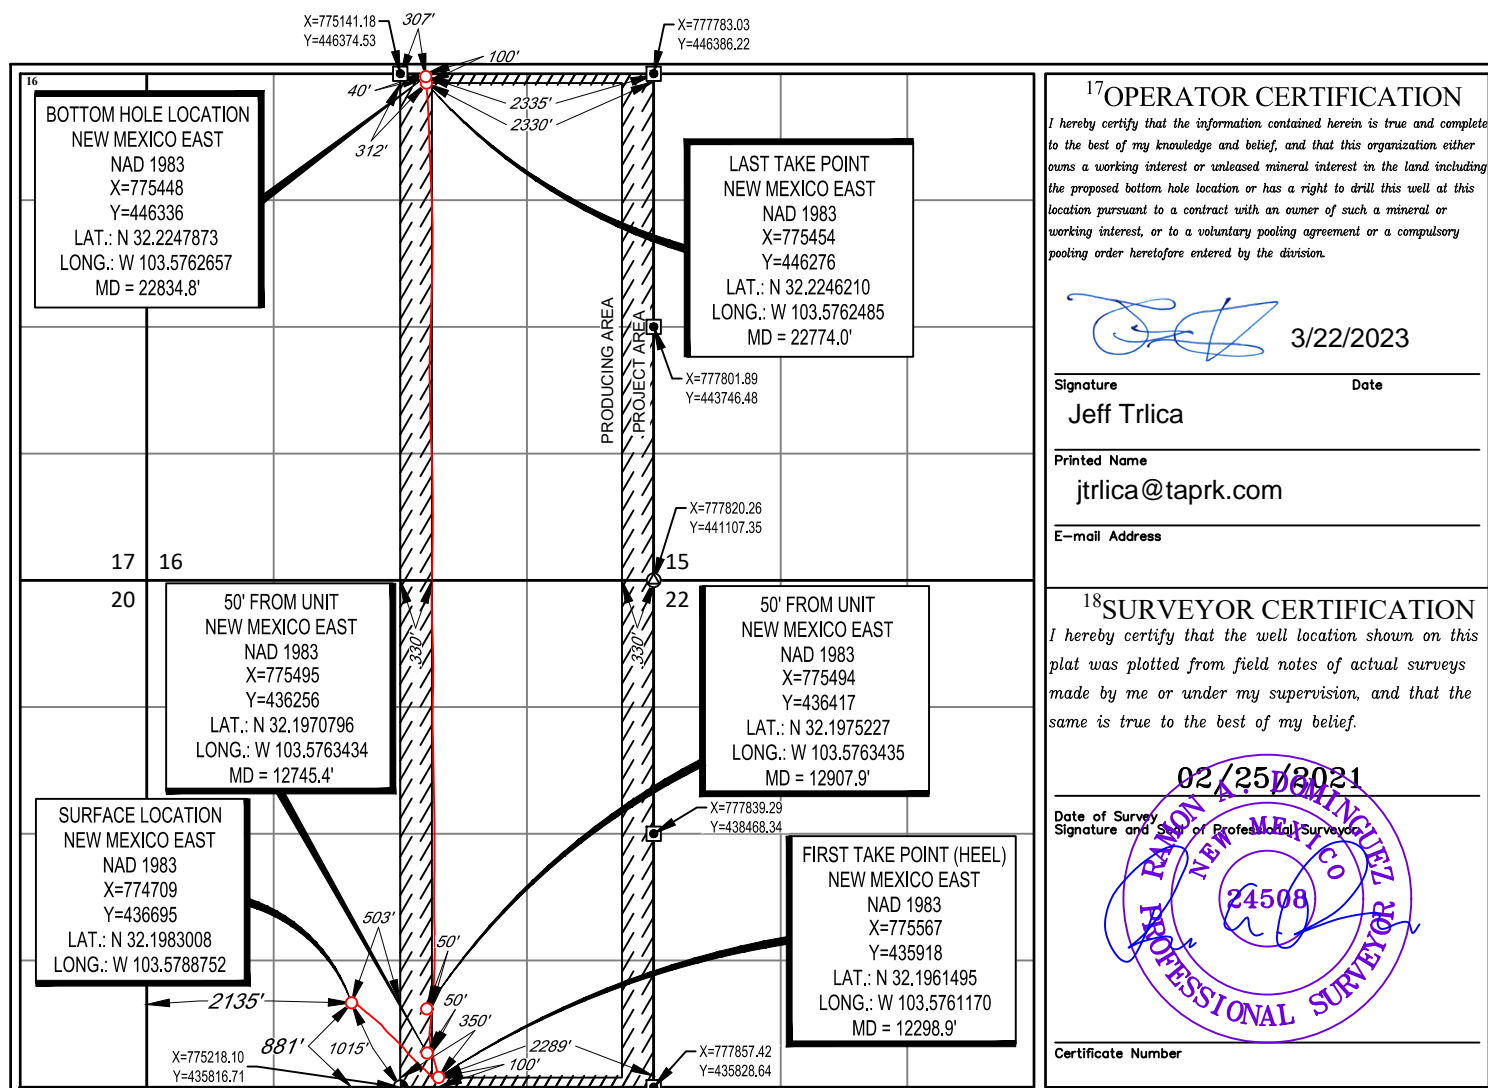 X=775141.18
Y=446374.53
307'
X=777783.03
Y=446386.22
100'
16
40'
2335'
2330'
312'
BOTTOM HOLE LOCATION
NEW MEXICO EAST
NAD 1983
X=775448
Y=446336
LAT.: N 32.2247873
LONG.: W 103.5762657
MD = 22834.8'
LAST TAKE POINT
NEW MEXICO EAST
NAD 1983
X=775454
Y=446276
LAT.: N 32.2246210
LONG.: W 103.5762485
MD = 22774.0'
PRODUCING AREA
PROJECT AREA
X=777801.89
Y=443746.48
X=777820.26
Y=441107.35
17 16
15
20
22
330'
330'
50' FROM UNIT
NEW MEXICO EAST
NAD 1983
X=775495
Y=436256
LAT.: N 32.1970796
LONG.: W 103.5763434
MD = 12745.4'
50' FROM UNIT
NEW MEXICO EAST
NAD 1983
X=775494
Y=436417
LAT.: N 32.1975227
LONG.: W 103.5763435
MD = 12907.9'
SURFACE LOCATION
NEW MEXICO EAST
NAD 1983
X=774709
Y=436695
LAT.: N 32.1983008
LONG.: W 103.5788752
X=777839.29
Y=438468.34
FIRST TAKE POINT (HEEL)
NEW MEXICO EAST
NAD 1983
X=775567
Y=435918
LAT.: N 32.1961495
LONG.: W 103.5761170
MD = 12298.9'
503'
50'
2135'
50'
350'
881'
1015'
2289'
100'
X=775218.10
Y=435816.71
X=777857.42
Y=435828.64
17 OPERATOR CERTIFICATION
I hereby certify that the information contained herein is true and complete
to the best of my knowledge and belief, and that this organization either
owns a working interest or unleased mineral interest in the land including
the proposed bottom hole location or has a right to drill this well at this
location pursuant to a contract with an owner of such a mineral or
working interest, or to a voluntary pooling agreement or a compulsory
pooling order heretofore entered by the division.
3/22/2023
Signature Date
Jeff Trlica
Printed Name
jtrlica@taprk.com
E-mail Address
18 SURVEYOR CERTIFICATION
I hereby certify that the well location shown on this
plat was plotted from field notes of actual surveys
made by me or under my supervision, and that the
same is true to the best of my belief.
02/25/2021
Date of Survey
Signature and Seal of Professional Surveyor
RAMON A. DOMINGUEZ
NEW MEXICO
24508
PROFESSIONAL SURVEYOR
Certificate Number